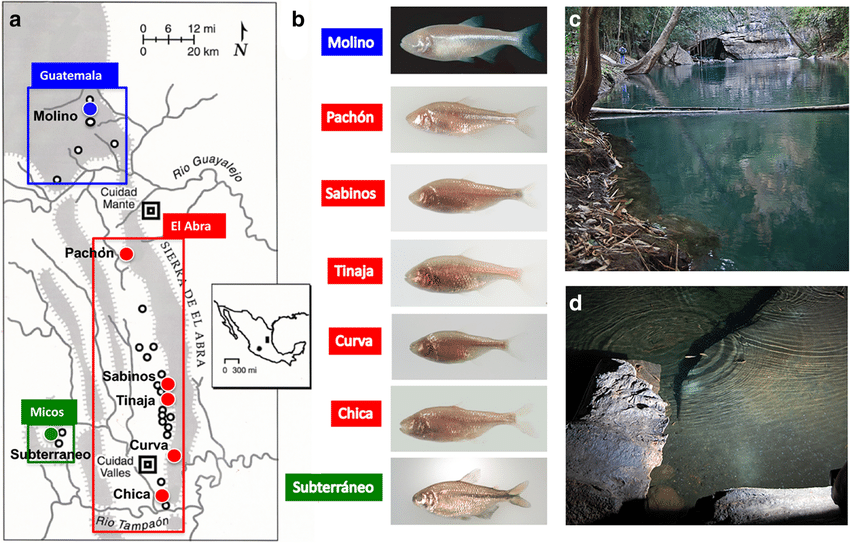 a
0 6 12 mi
0 20 km
N
Guatemala
Molino
Rio Guayalejo
Cuidad
Mante
El Abra
Pachón
SIERRA DE EL ABRA
0 300 mi
Sabinos
Tinaja
Micos
Subterraneo
Curva
Cuidad
Valles
Chica
Rio Tampaón
b
Molino
Pachón
Sabinos
Tinaja
Curva
Chica
Subterráneo
c
d